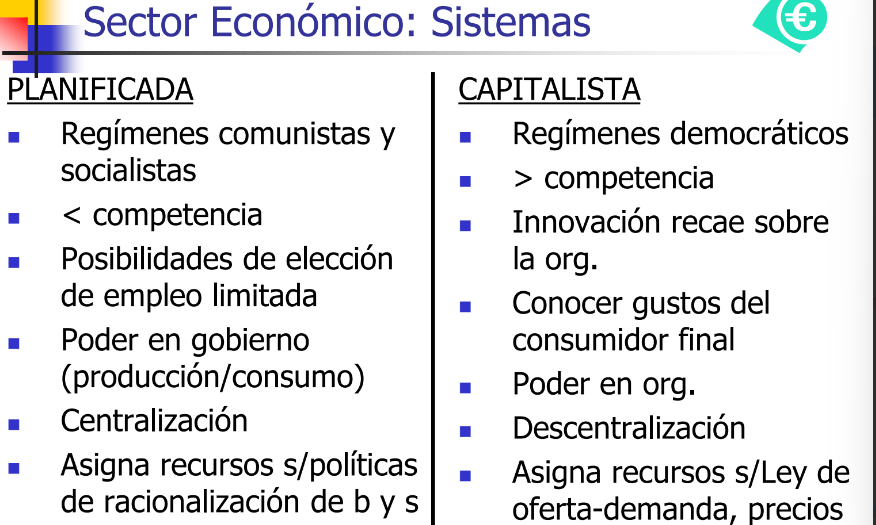 Sector Económico: Sistemas
€
PLANIFICADA
Regímenes comunistas y
socialistas
< competencia
Posibilidades de elección
de empleo limitada
Poder en gobierno
(producción/consumo)
Centralización
Asigna recursos s/políticas
de racionalización de b y s
CAPITALISTA
Regímenes democráticos
> competencia
Innovación recae sobre
la org.
Conocer gustos del
consumidor final
Poder en org.
Descentralización
Asigna recursos s/Ley de
oferta-demanda, precios